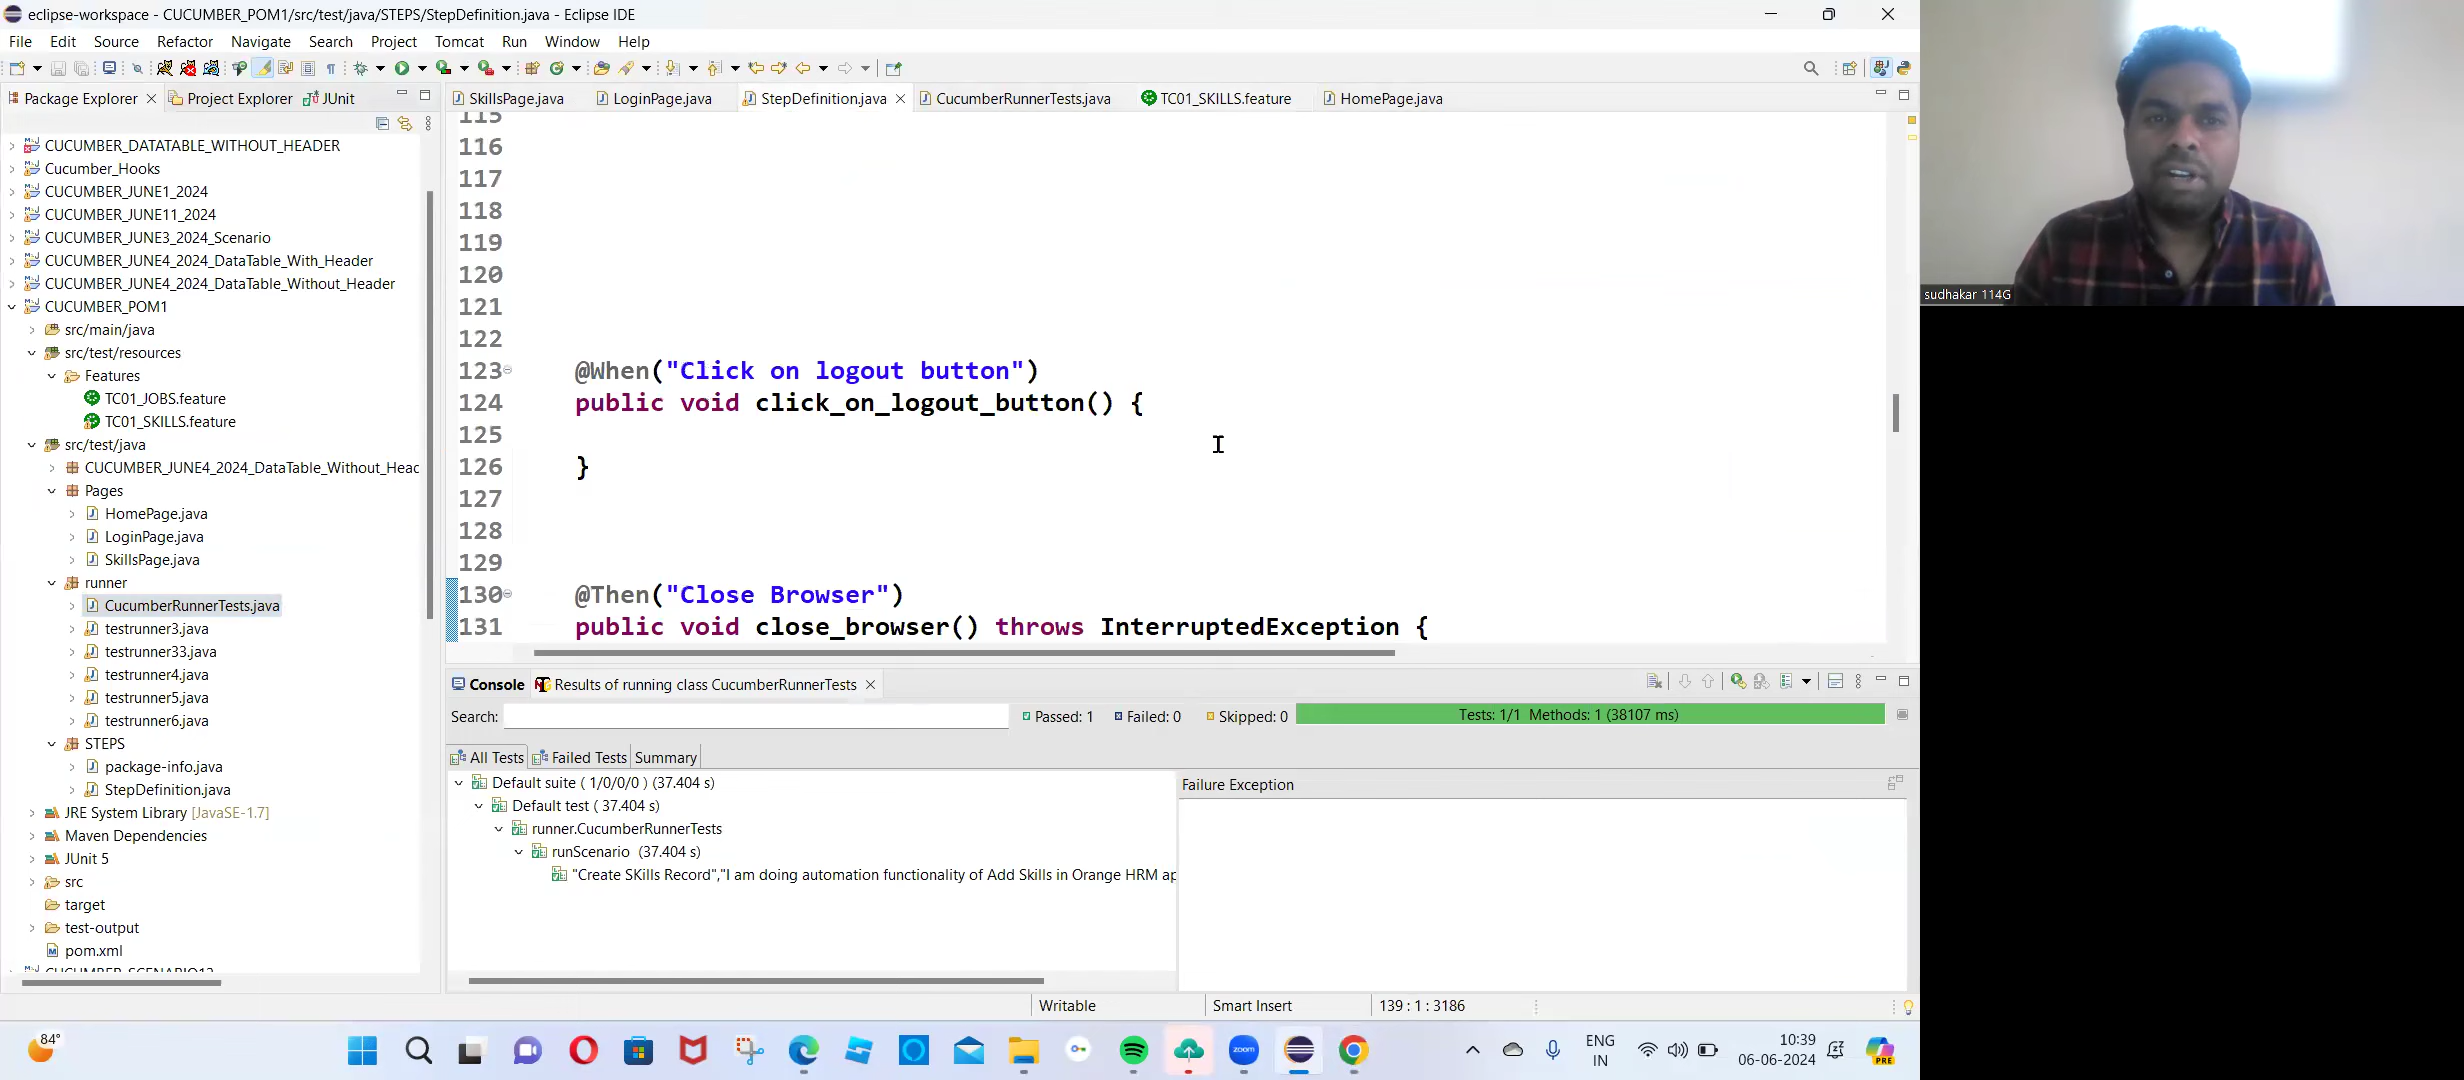 eclipse-workspace - CUCUMBER_POM1/src/test/java/STEPS/StepDefinition.java - Eclipse IDE
File Edit Source Refactor Navigate Search Project Tomcat Run Window Help
Package Explorer Project Explorer JUnit
SkillsPage.java LoginPage.java StepDefinition.java CucumberRunnerTests.java TC01_SKILLS.feature HomePage.java
CUCUMBER_DATATABLE_WITHOUT_HEADER
Cucumber_Hooks
CUCUMBER_JUNE1_2024
CUCUMBER_JUNE11_2024
CUCUMBER_JUNE3_2024_Scenario
CUCUMBER_JUNE4_2024_DataTable_With_Header
CUCUMBER_JUNE4_2024_DataTable_Without_Header
CUCUMBER_POM1
src/main/java
src/test/resources
Features
TC01_JOBS.feature
TC01_SKILLS.feature
src/test/java
CUCUMBER_JUNE4_2024_DataTable_Without_Heac
Pages
HomePage.java
LoginPage.java
SkillsPage.java
runner
CucumberRunnerTests.java
testrunner3.java
testrunner33.java
testrunner4.java
testrunner5.java
testrunner6.java
STEPS
package-info.java
StepDefinition.java
JRE System Library [JavaSE-1.7]
Maven Dependencies
JUnit 5
src
target
test-output
pom.xml
115
116
117
118
119
120
121
122
123 @When("Click on logout button")
124 public void click_on_logout_button() {
125
126 }
127
128
129
130 @Then("Close Browser")
131 public void close_browser() throws InterruptedException {
Console Results of running class CucumberRunnerTests
Search: Passed: 1 Failed: 0 Skipped: 0 Tests: 1/1 Methods: 1 (38107 ms)
All Tests Failed Tests Summary
Default suite ( 1/0/0/0 ) (37.404 s)
Default test ( 37.404 s)
runner.CucumberRunnerTests
runScenario (37.404 s)
"Create SKills Record","I am doing automation functionality of Add Skills in Orange HRM ap
Failure Exception
Writable Smart Insert 139 : 1 : 3186
84°
zoom
ENG
IN
10:39
06-06-2024
PRE
sudhakar 114G